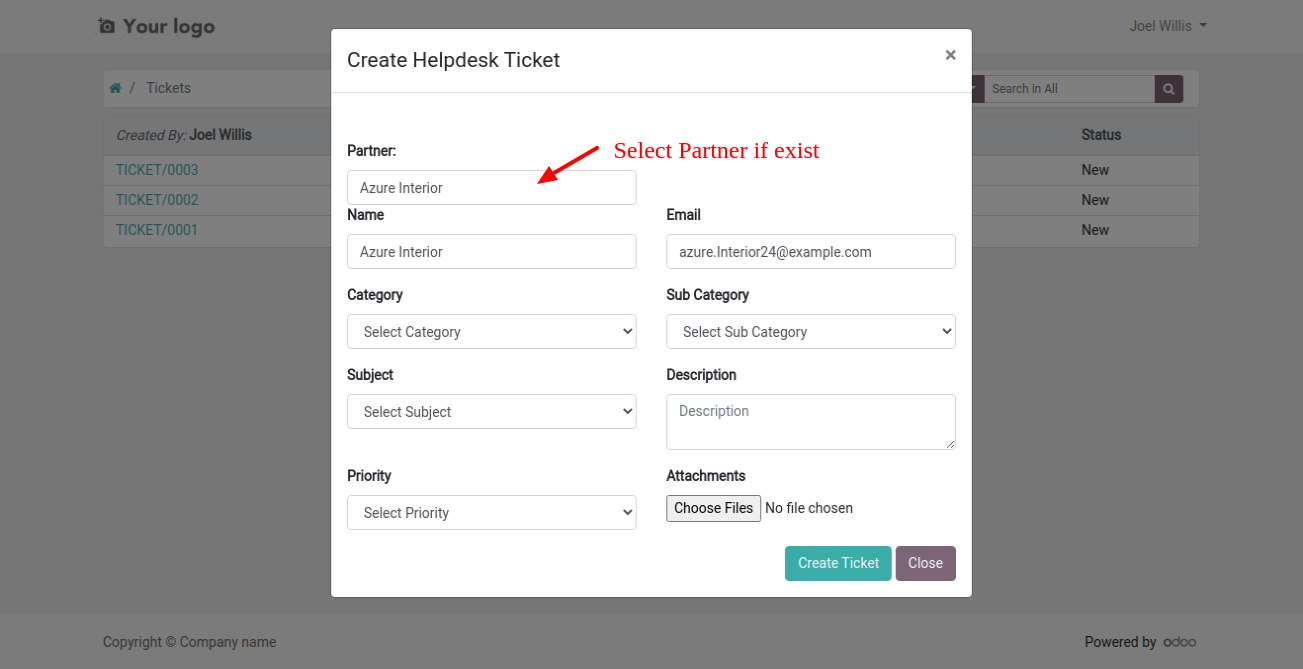 Your logo
Joel Willis
Create Helpdesk Ticket
×
/ Tickets
Search in All
Created By: Joel Willis
Status
TICKET/0003
New
TICKET/0002
New
TICKET/0001
New
Partner:
Select Partner if exist
Azure Interior
Name
Email
Azure Interior
azure.Interior24@example.com
Category
Sub Category
Select Category
Select Sub Category
Subject
Description
Select Subject
Description
Priority
Attachments
Select Priority
Choose Files No file chosen
Create Ticket
Close
Copyright © Company name
Powered by odoo